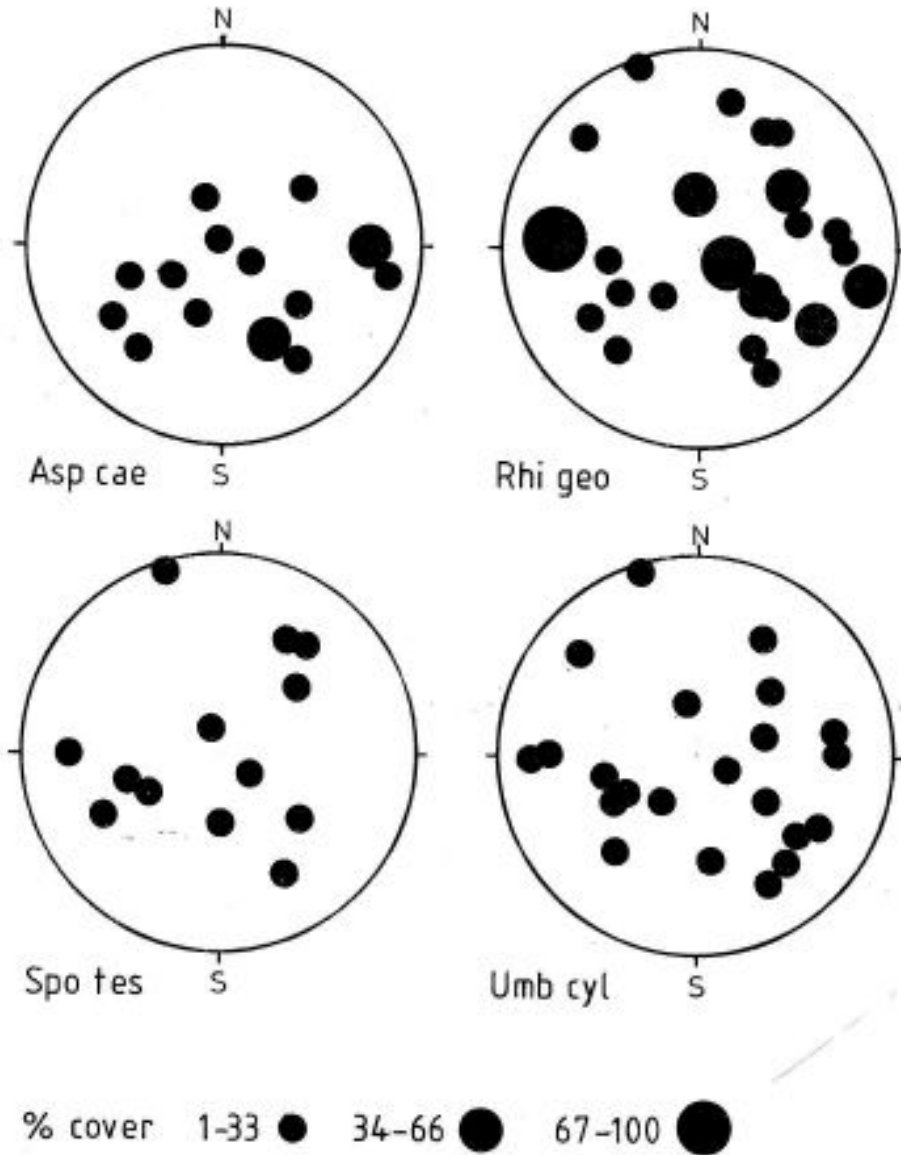 N N
Asp cae S Rhi geo S
N N
Spo tes S Umb cyl S
% cover 1-33 34-66 67-100